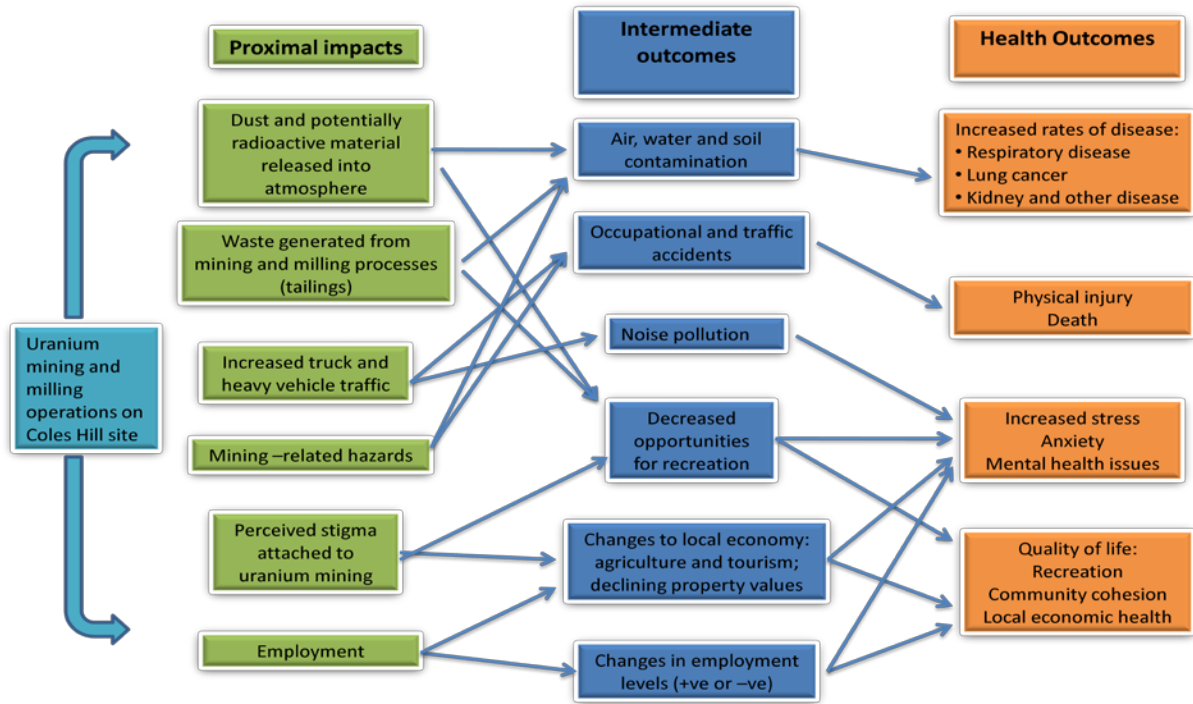 Proximal impacts
Intermediate
outcomes
Health Outcomes
Dust and potentially
radioactive material
released into
atmosphere
Air, water and soil
contamination
Increased rates of disease:
• Respiratory disease
• Lung cancer
• Kidney and other disease
Waste generated from
mining and milling processes
(tailings)
Occupational and traffic
accidents
Physical injury
Death
Uranium
mining and
milling
operations on
Coles Hill site
Increased truck and
heavy vehicle traffic
Noise pollution
Mining –related hazards
Decreased
opportunities
for recreation
Increased stress
Anxiety
Mental health issues
Perceived stigma
attached to
uranium mining
Changes to local economy:
agriculture and tourism;
declining property values
Quality of life:
Recreation
Community cohesion
Local economic health
Employment
Changes in employment
levels (+ve or –ve)